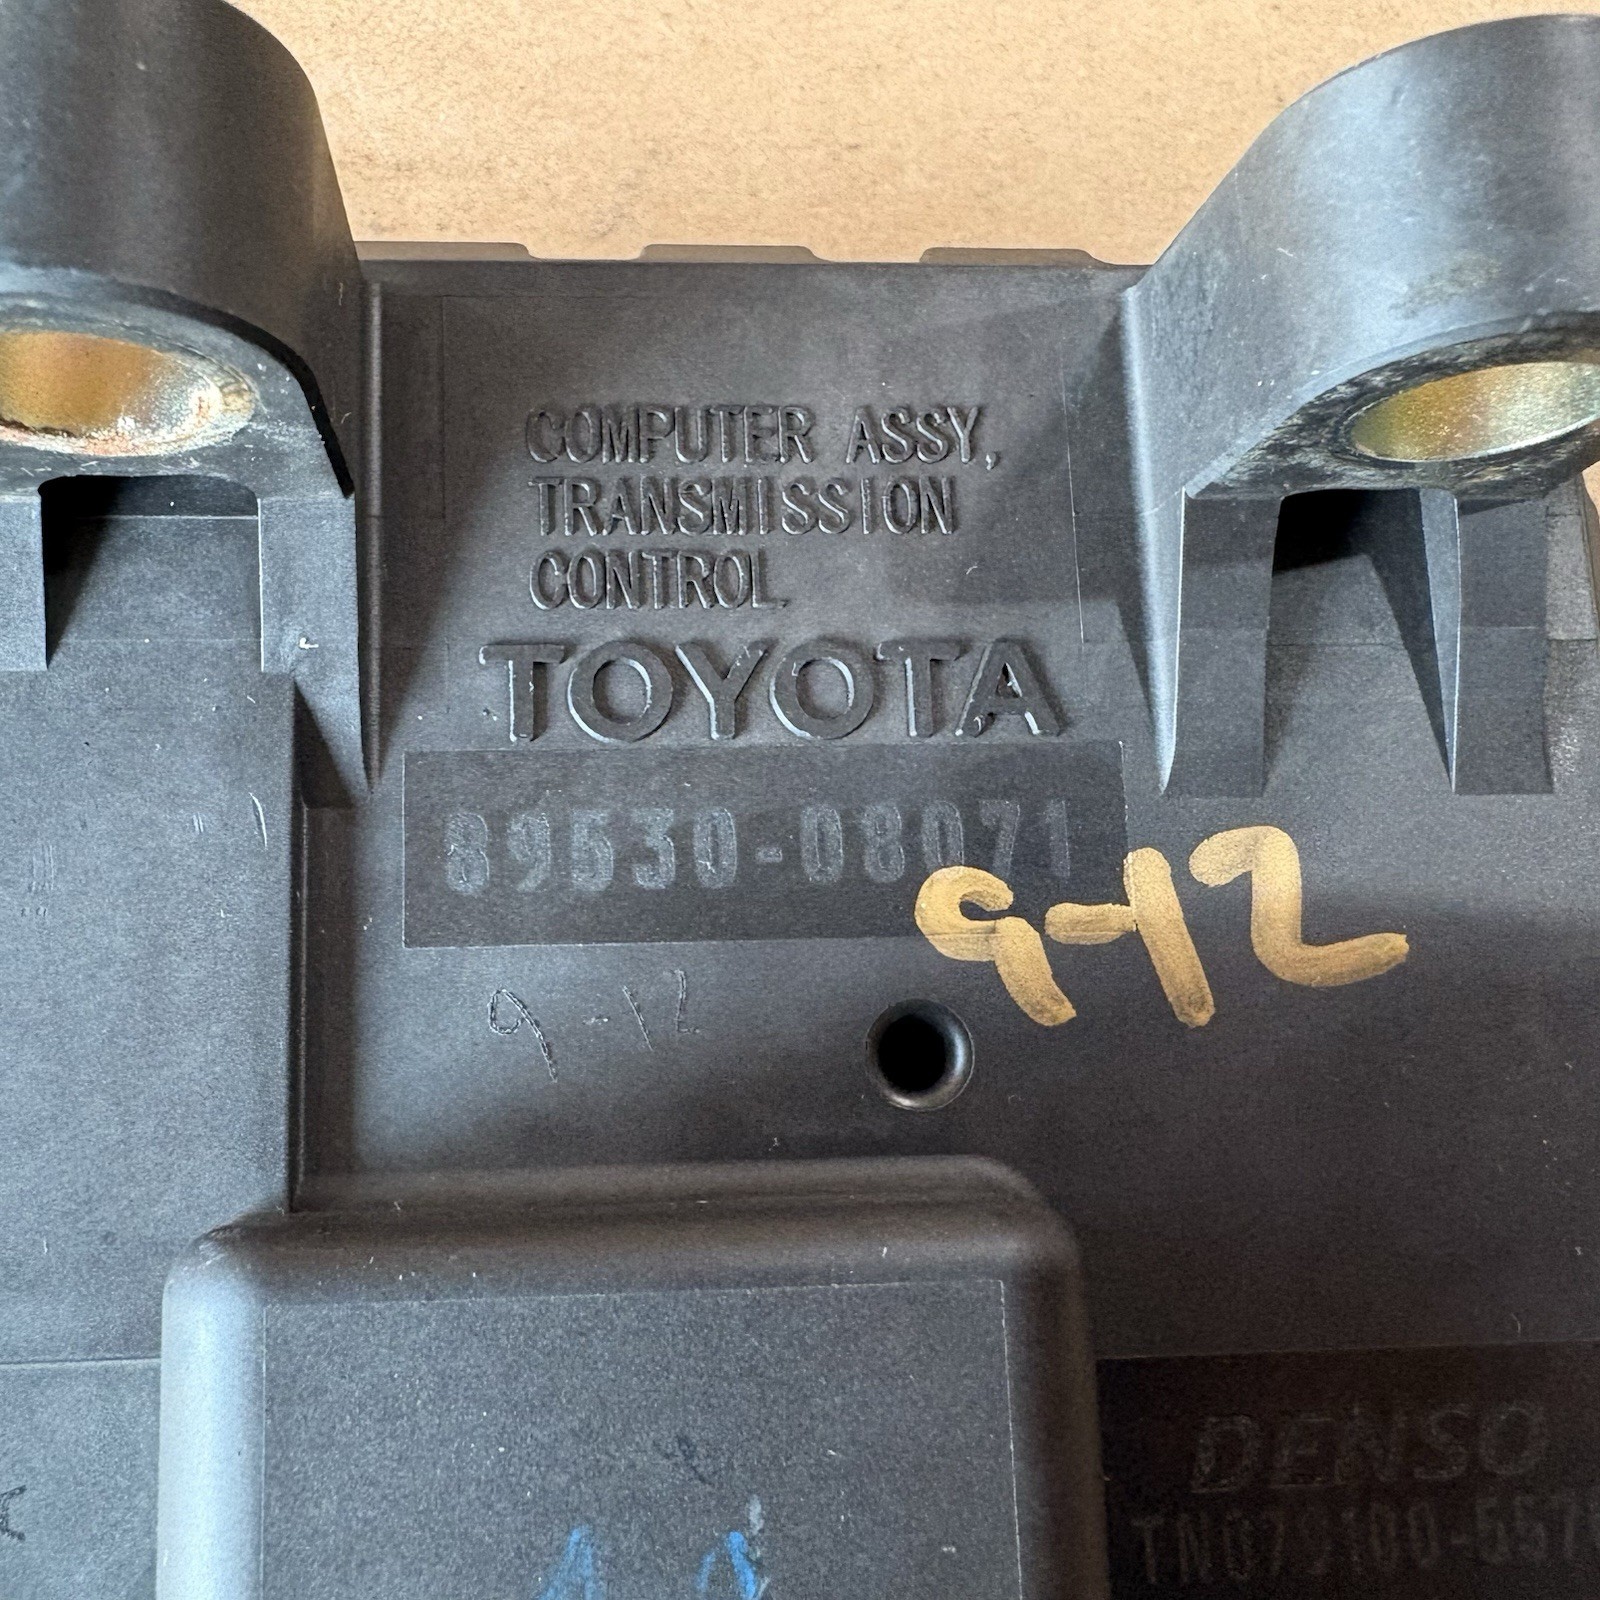 COMPUTER ASSY,
TRANSMISSION
CONTROL.
TOYOTA
89530-08071
9-12
9-12
DENSO